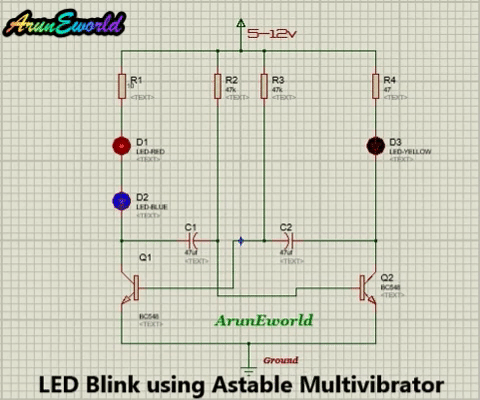 ArunEworld
5-12v
R1
10
<TEXT>
R2
47k
<TEXT>
R3
47k
<TEXT>
R4
47
<TEXT>
D1
LED-RED
<TEXT>
D3
LED-YELLOW
<TEXT>
D2
LED-BLUE
<TEXT>
C1
47uf
<TEXT>
C2
47uf
<TEXT>
Q1
BC548
<TEXT>
Q2
BC548
<TEXT>
ArunEworld
Ground
LED Blink using Astable Multivibrator